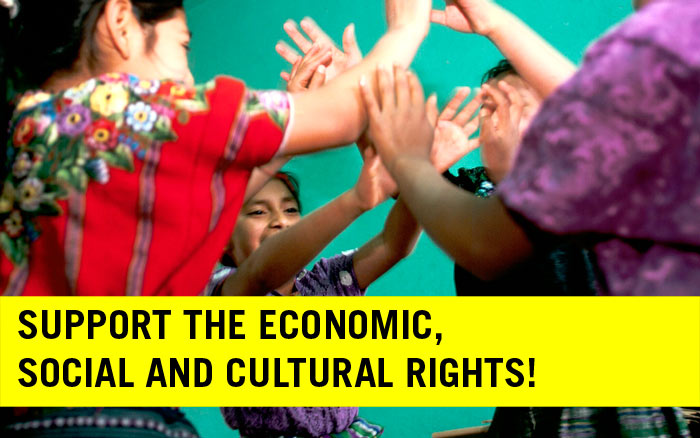 SUPPORT THE ECONOMIC,
SOCIAL AND CULTURAL RIGHTS!